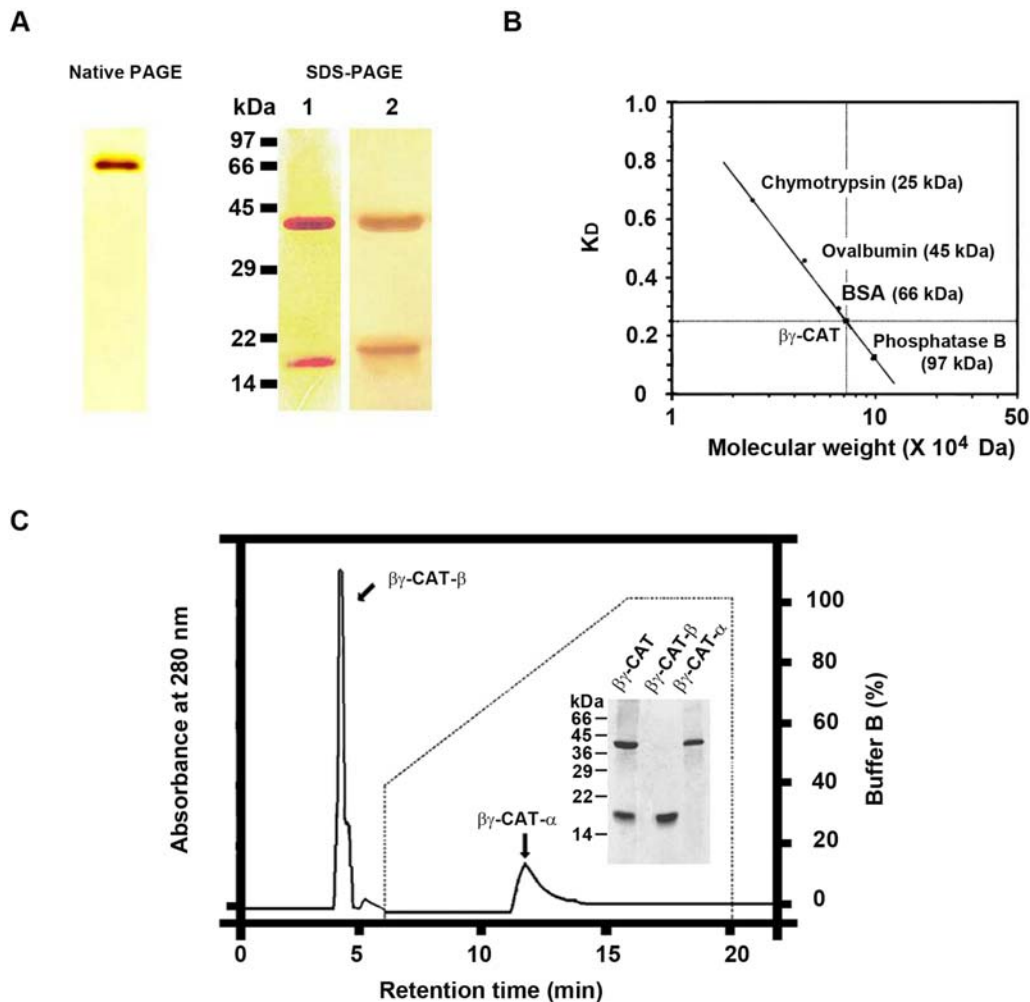 A
Native PAGE
SDS-PAGE
kDa 1 2
97
66
45
29
22
14
B
1.0
0.8
0.6
0.4
0.2
0
KD
Chymotrypsin (25 kDa)
Ovalbumin (45 kDa)
BSA (66 kDa)
βγ-CAT
Phosphatase B
(97 kDa)
1 10 50
Molecular weight (X 10⁴ Da)
C
Absorbance at 280 nm
βγ-CAT-β
βγ-CAT-α
βγ-CAT βγ-CAT-β βγ-CAT-α
kDa
66
45
36
29
22
14
100
80
60
40
20
0
Buffer B (%)
0 5 10 15 20
Retention time (min)